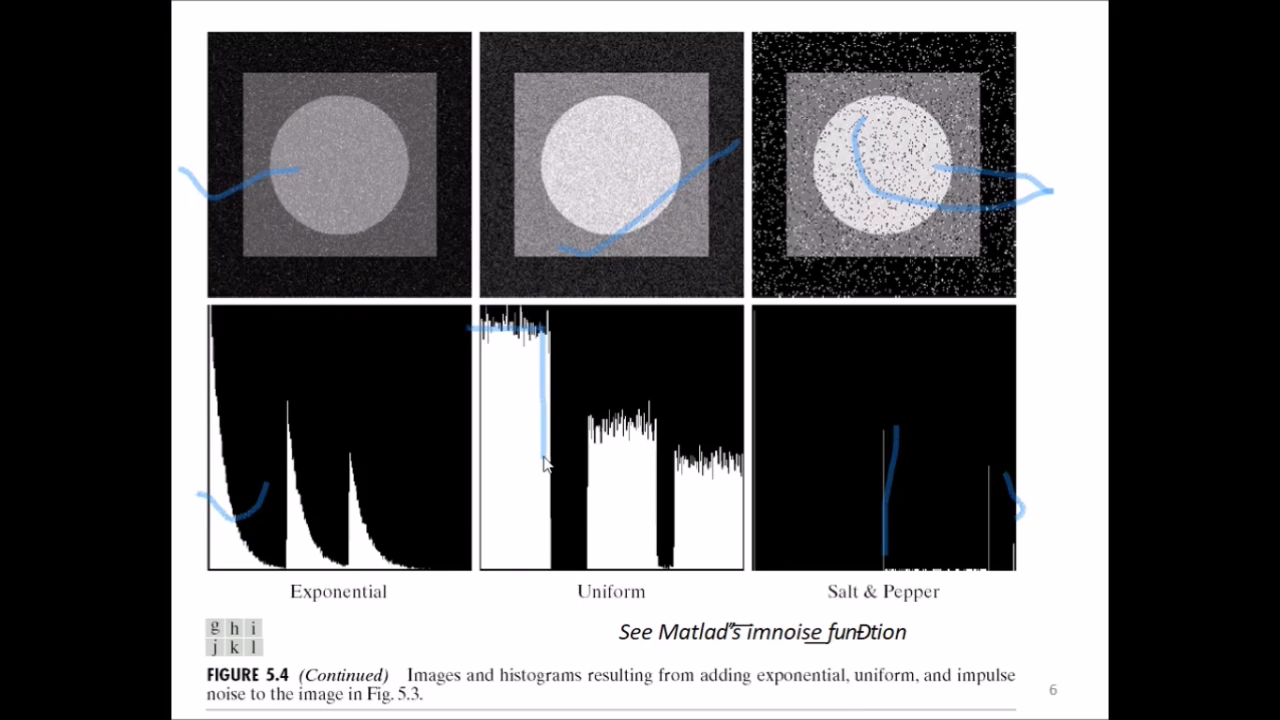 Exponential
Uniform
Salt & Pepper
g h i
j k l
See Matlad's imnoise funDtion
FIGURE 5.4 (Continued) Images and histograms resulting from adding exponential, uniform, and impulse
noise to the image in Fig. 5.3.
6